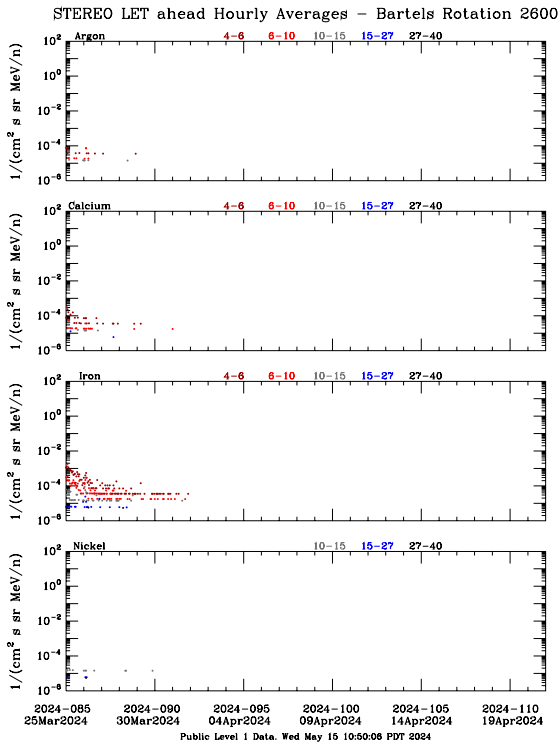 STEREO LET ahead Hourly Averages – Bartels Rotation 2600
Argon 4–6 6–10 10–15 15–27 27–40
10^2
10^0
10^-2
10^-4
10^-6
1/(cm^2 s sr MeV/n)
Calcium 4–6 6–10 10–15 15–27 27–40
10^2
10^0
10^-2
10^-4
10^-6
1/(cm^2 s sr MeV/n)
Iron 4–6 6–10 10–15 15–27 27–40
10^2
10^0
10^-2
10^-4
10^-6
1/(cm^2 s sr MeV/n)
Nickel 10–15 15–27 27–40
10^2
10^0
10^-2
10^-4
10^-6
1/(cm^2 s sr MeV/n)
2024–085 2024–090 2024–095 2024–100 2024–105 2024–110
25Mar2024 30Mar2024 04Apr2024 09Apr2024 14Apr2024 19Apr2024
Public Level 1 Data. Wed May 15 10:50:06 PDT 2024